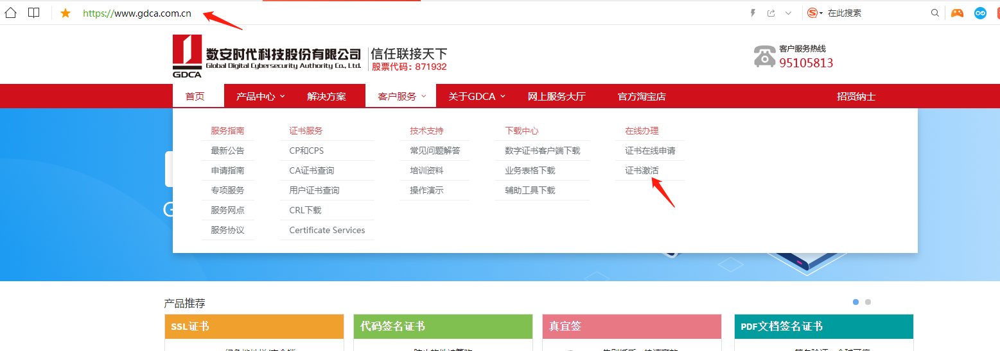 https://www.gdca.com.cn
在此搜索
数安时代科技股份有限公司
Global Digital Cybersecurity Authority Co., Ltd.
GDCA
信任联接天下
股票代码：871932
客户服务热线
95105813
首页 产品中心 解决方案 客户服务 关于GDCA 网上服务大厅 官方淘宝店 招贤纳士
服务指南 证书服务 技术支持 下载中心 在线办理
最新公告 CP和CPS 常见问题解答 数字证书客户端下载 证书在线申请
申请指南 CA证书查询 培训资料 业务表格下载 证书激活
专项服务 用户证书查询 操作演示 辅助工具下载
服务网点 CRL下载
服务协议 Certificate Services
产品推荐
SSL证书 代码签名证书 真宜签 PDF文档签名证书